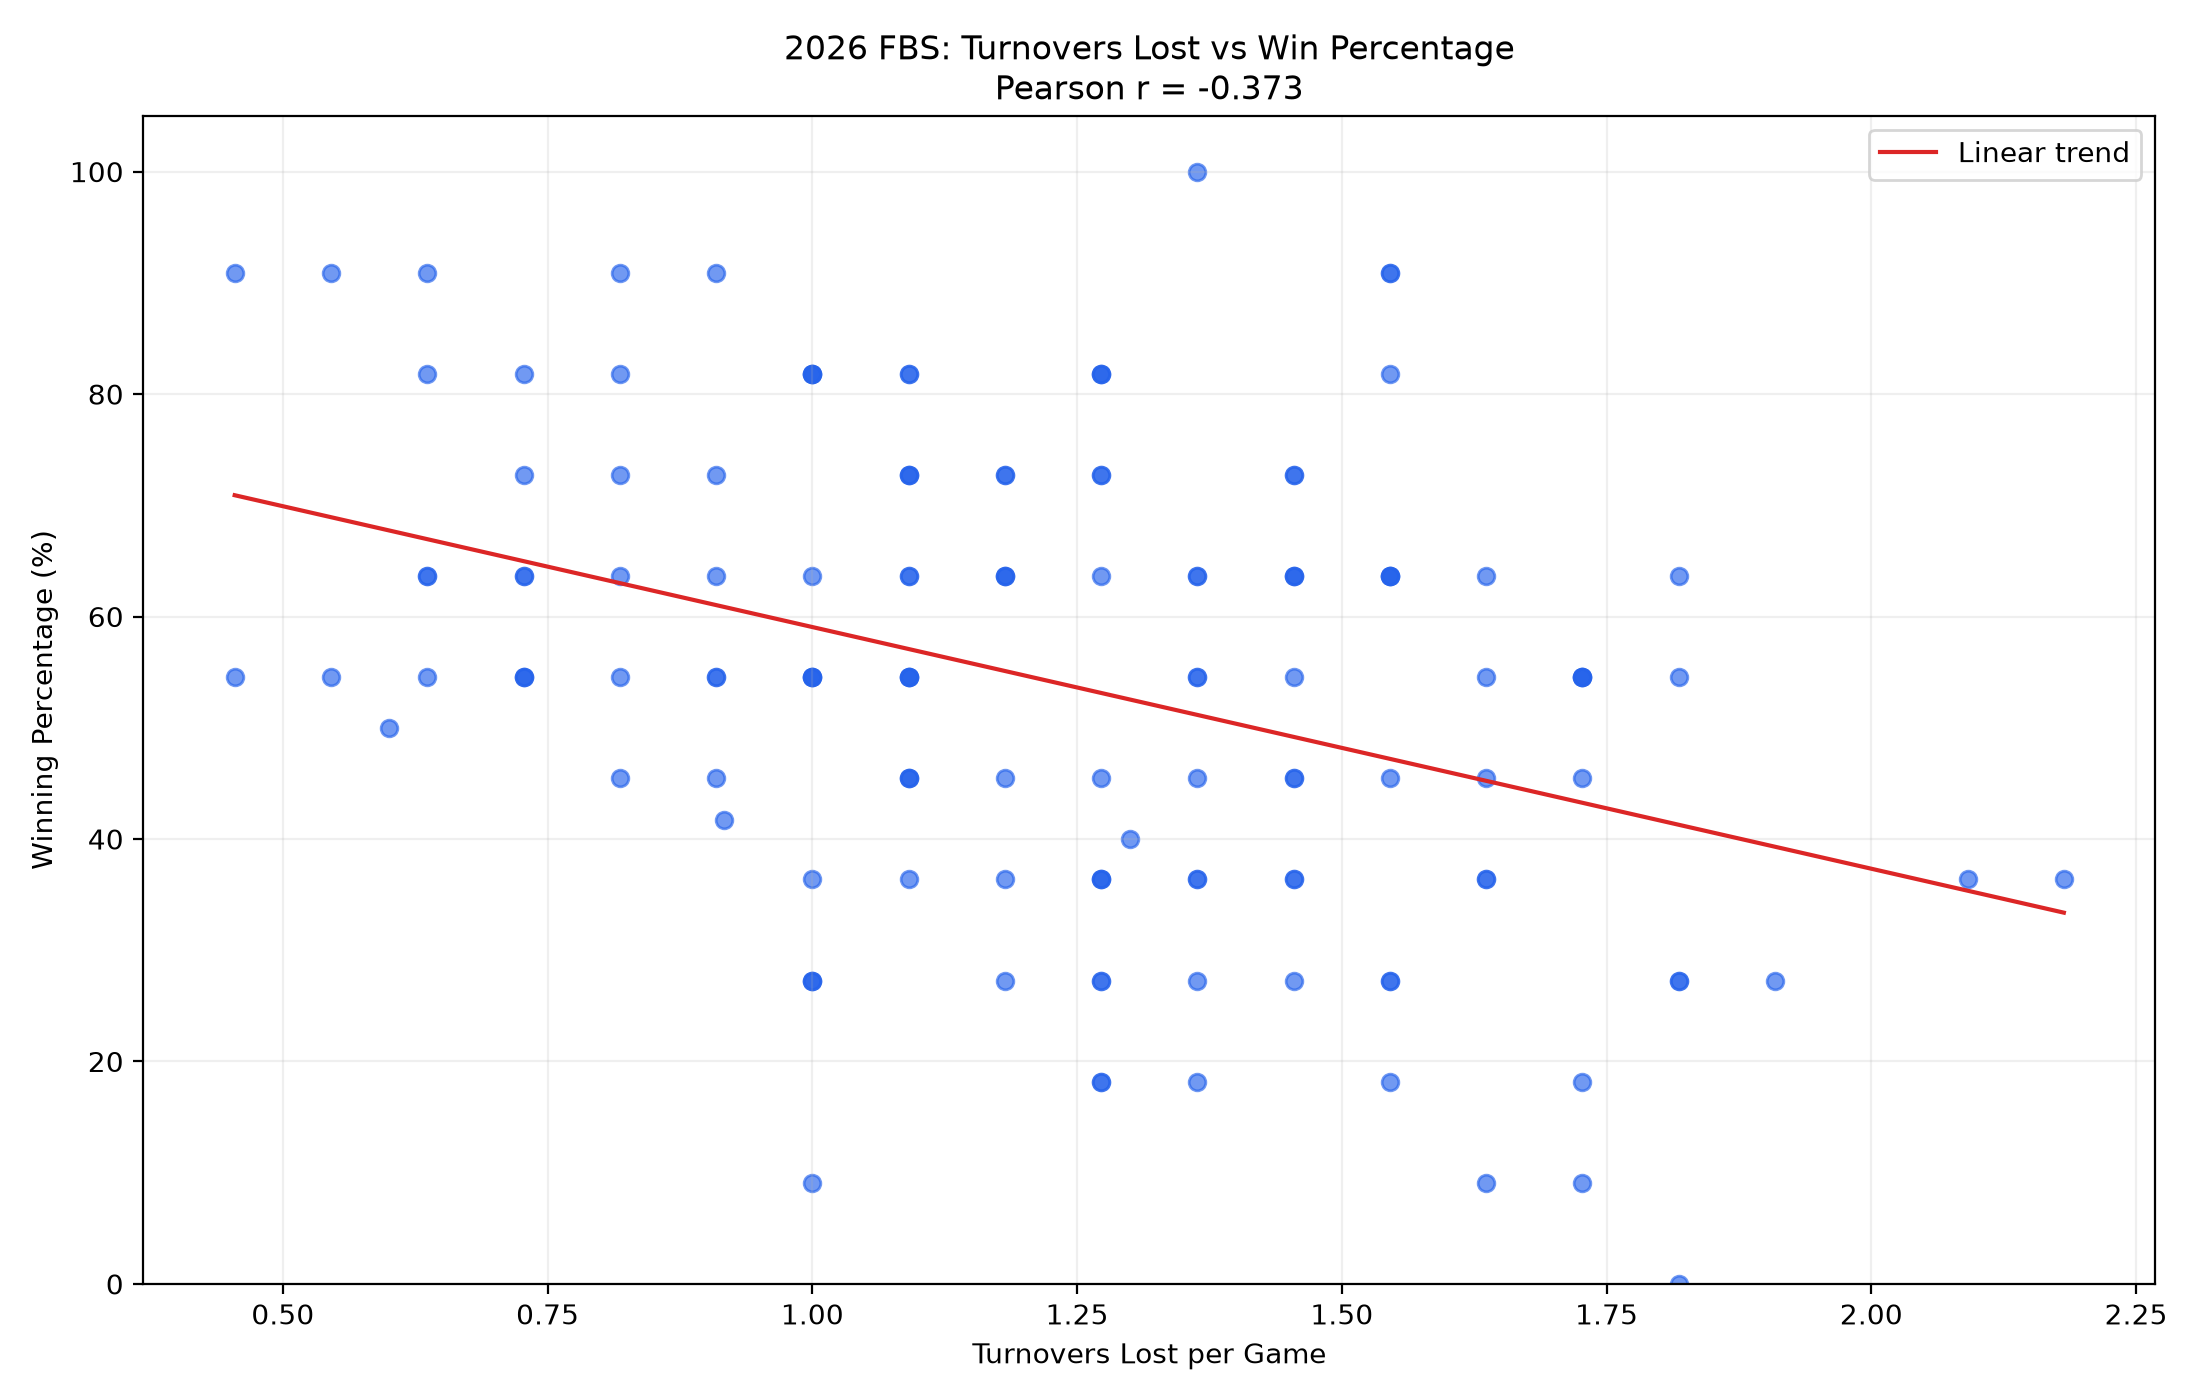 2026 FBS: Turnovers Lost vs Win Percentage
Pearson r = -0.373
Linear trend
Winning Percentage (%)
100
80
60
40
20
0
0.50 0.75 1.00 1.25 1.50 1.75 2.00 2.25
Turnovers Lost per Game